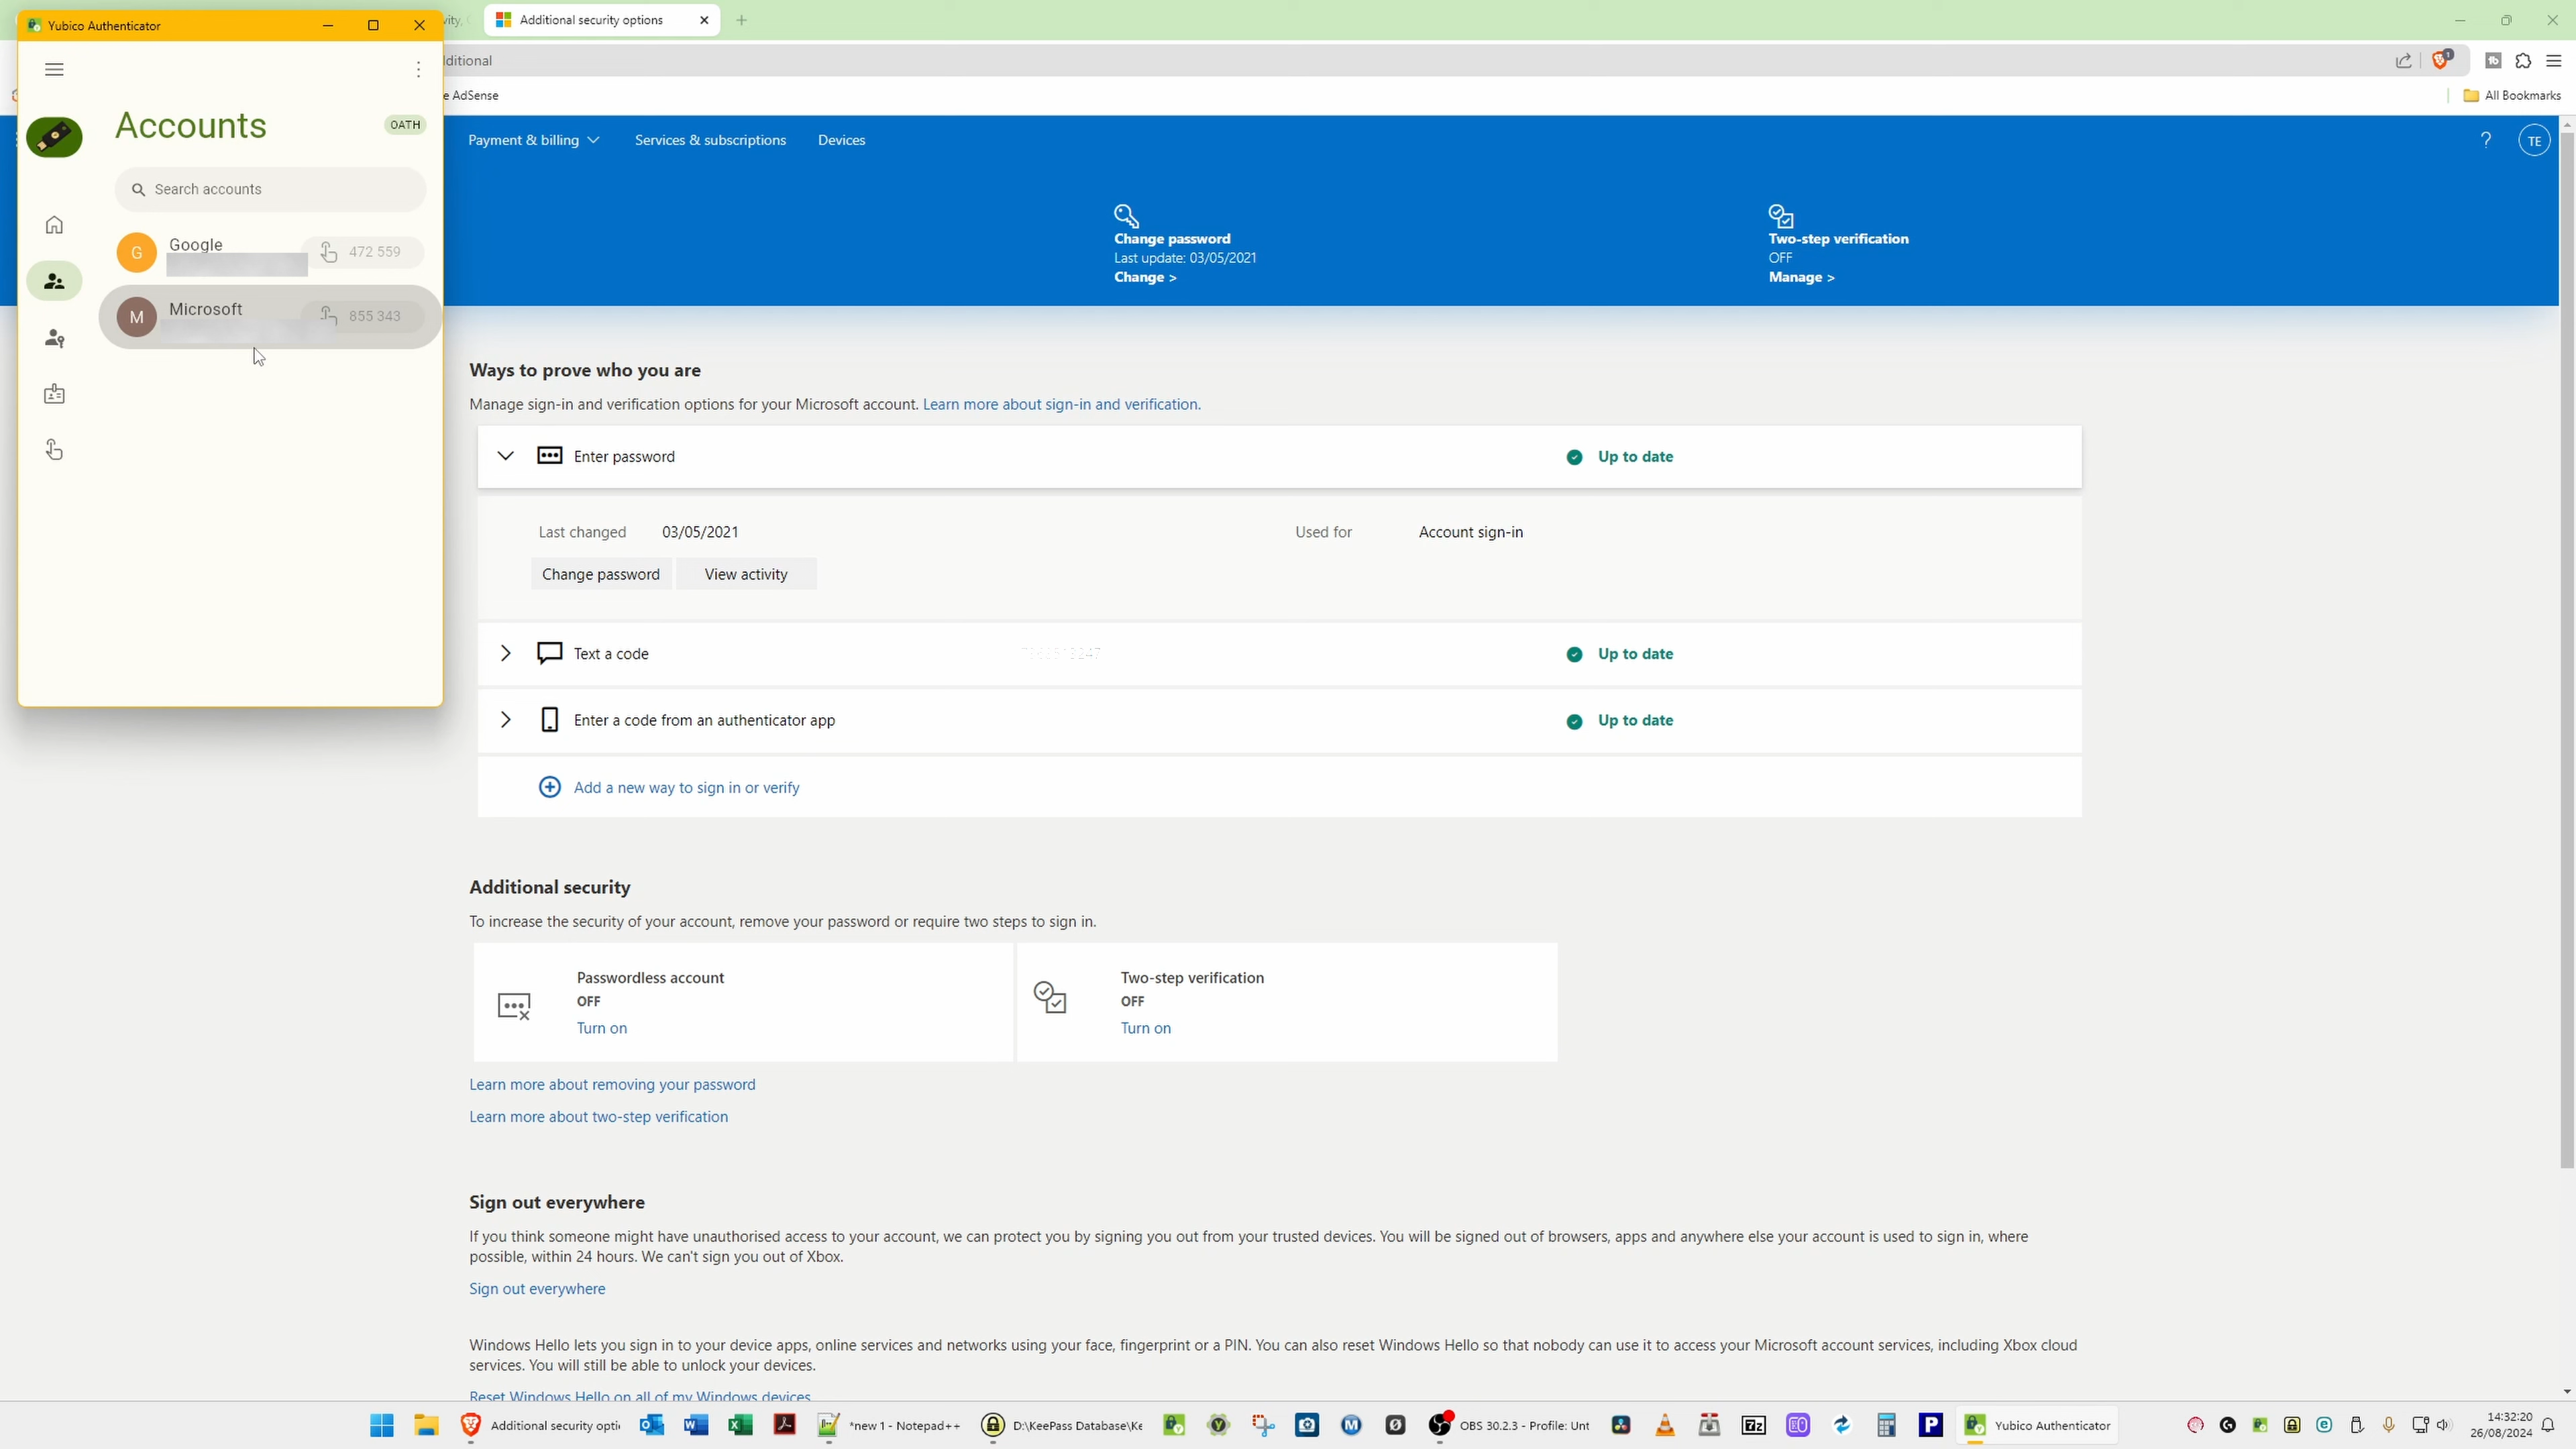 Yubico Authenticator
vity,
Additional security options
dditional
e AdSense
All Bookmarks
Accounts
OATH
Search accounts
G
Google
472 559
M
Microsoft
855 343
Payment & billing
Services & subscriptions
Devices
?
TE
Change password
Last update: 03/05/2021
Change >
Two-step verification
OFF
Manage >
Ways to prove who you are
Manage sign-in and verification options for your Microsoft account. Learn more about sign-in and verification.
Enter password
Up to date
Last changed 03/05/2021
Used for Account sign-in
Change password
View activity
Text a code
Up to date
Enter a code from an authenticator app
Up to date
Add a new way to sign in or verify
Additional security
To increase the security of your account, remove your password or require two steps to sign in.
Passwordless account
OFF
Turn on
Two-step verification
OFF
Turn on
Learn more about removing your password
Learn more about two-step verification
Sign out everywhere
If you think someone might have unauthorised access to your account, we can protect you by signing you out from your trusted devices. You will be signed out of browsers, apps and anywhere else your account is used to sign in, where
possible, within 24 hours. We can't sign you out of Xbox.
Sign out everywhere
Windows Hello lets you sign in to your device apps, online services and networks using your face, fingerprint or a PIN. You can also reset Windows Hello so that nobody can use it to access your Microsoft account services, including Xbox cloud
services. You will still be able to unlock your devices.
Reset Windows Hello on all of my Windows devices
Additional security optio
*new 1 - Notepad++
D:\KeePass Database\Ke
OBS 30.2.3 - Profile: Unt
7z
P
Yubico Authenticator
14:32:20
26/08/2024